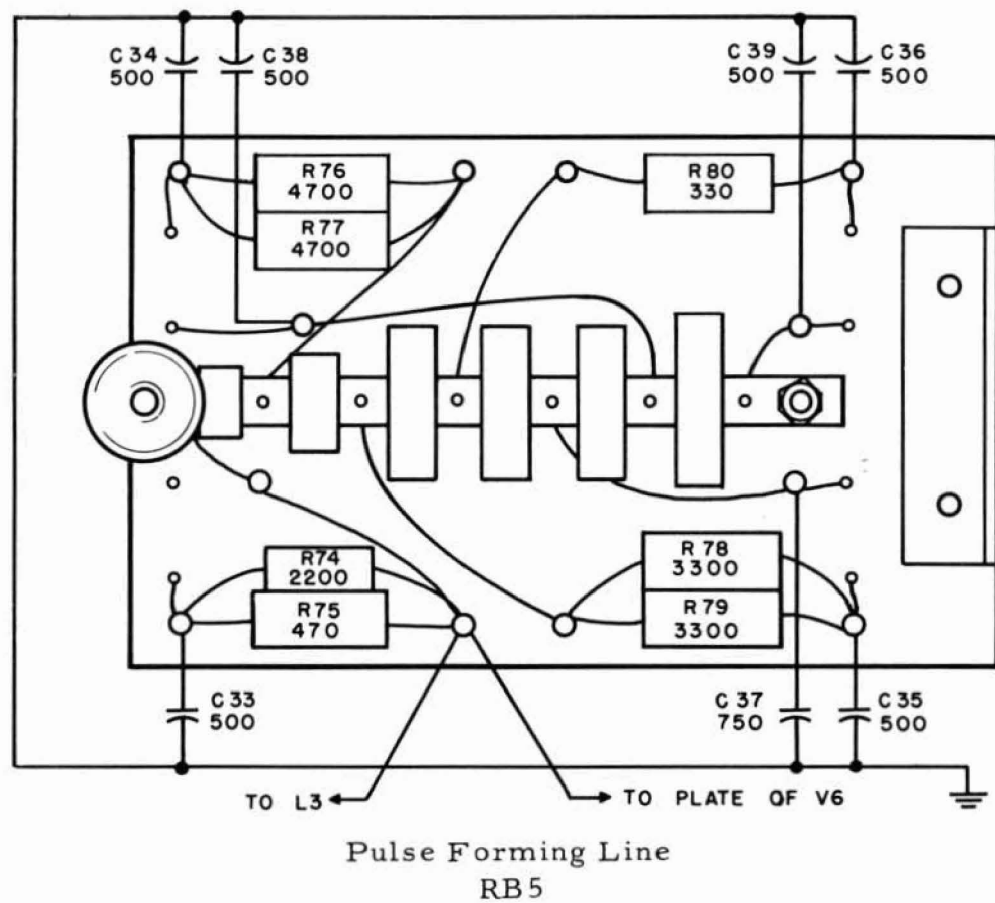 C 34
500
C 38
500
C 39
500
C 36
500
R 76
4700
R 77
4700
R 80
330
R74
2200
R 75
470
R 78
3300
R 79
3300
C 33
500
C 37
750
C 35
500
TO L3
TO PLATE OF V6
Pulse Forming Line
RB5